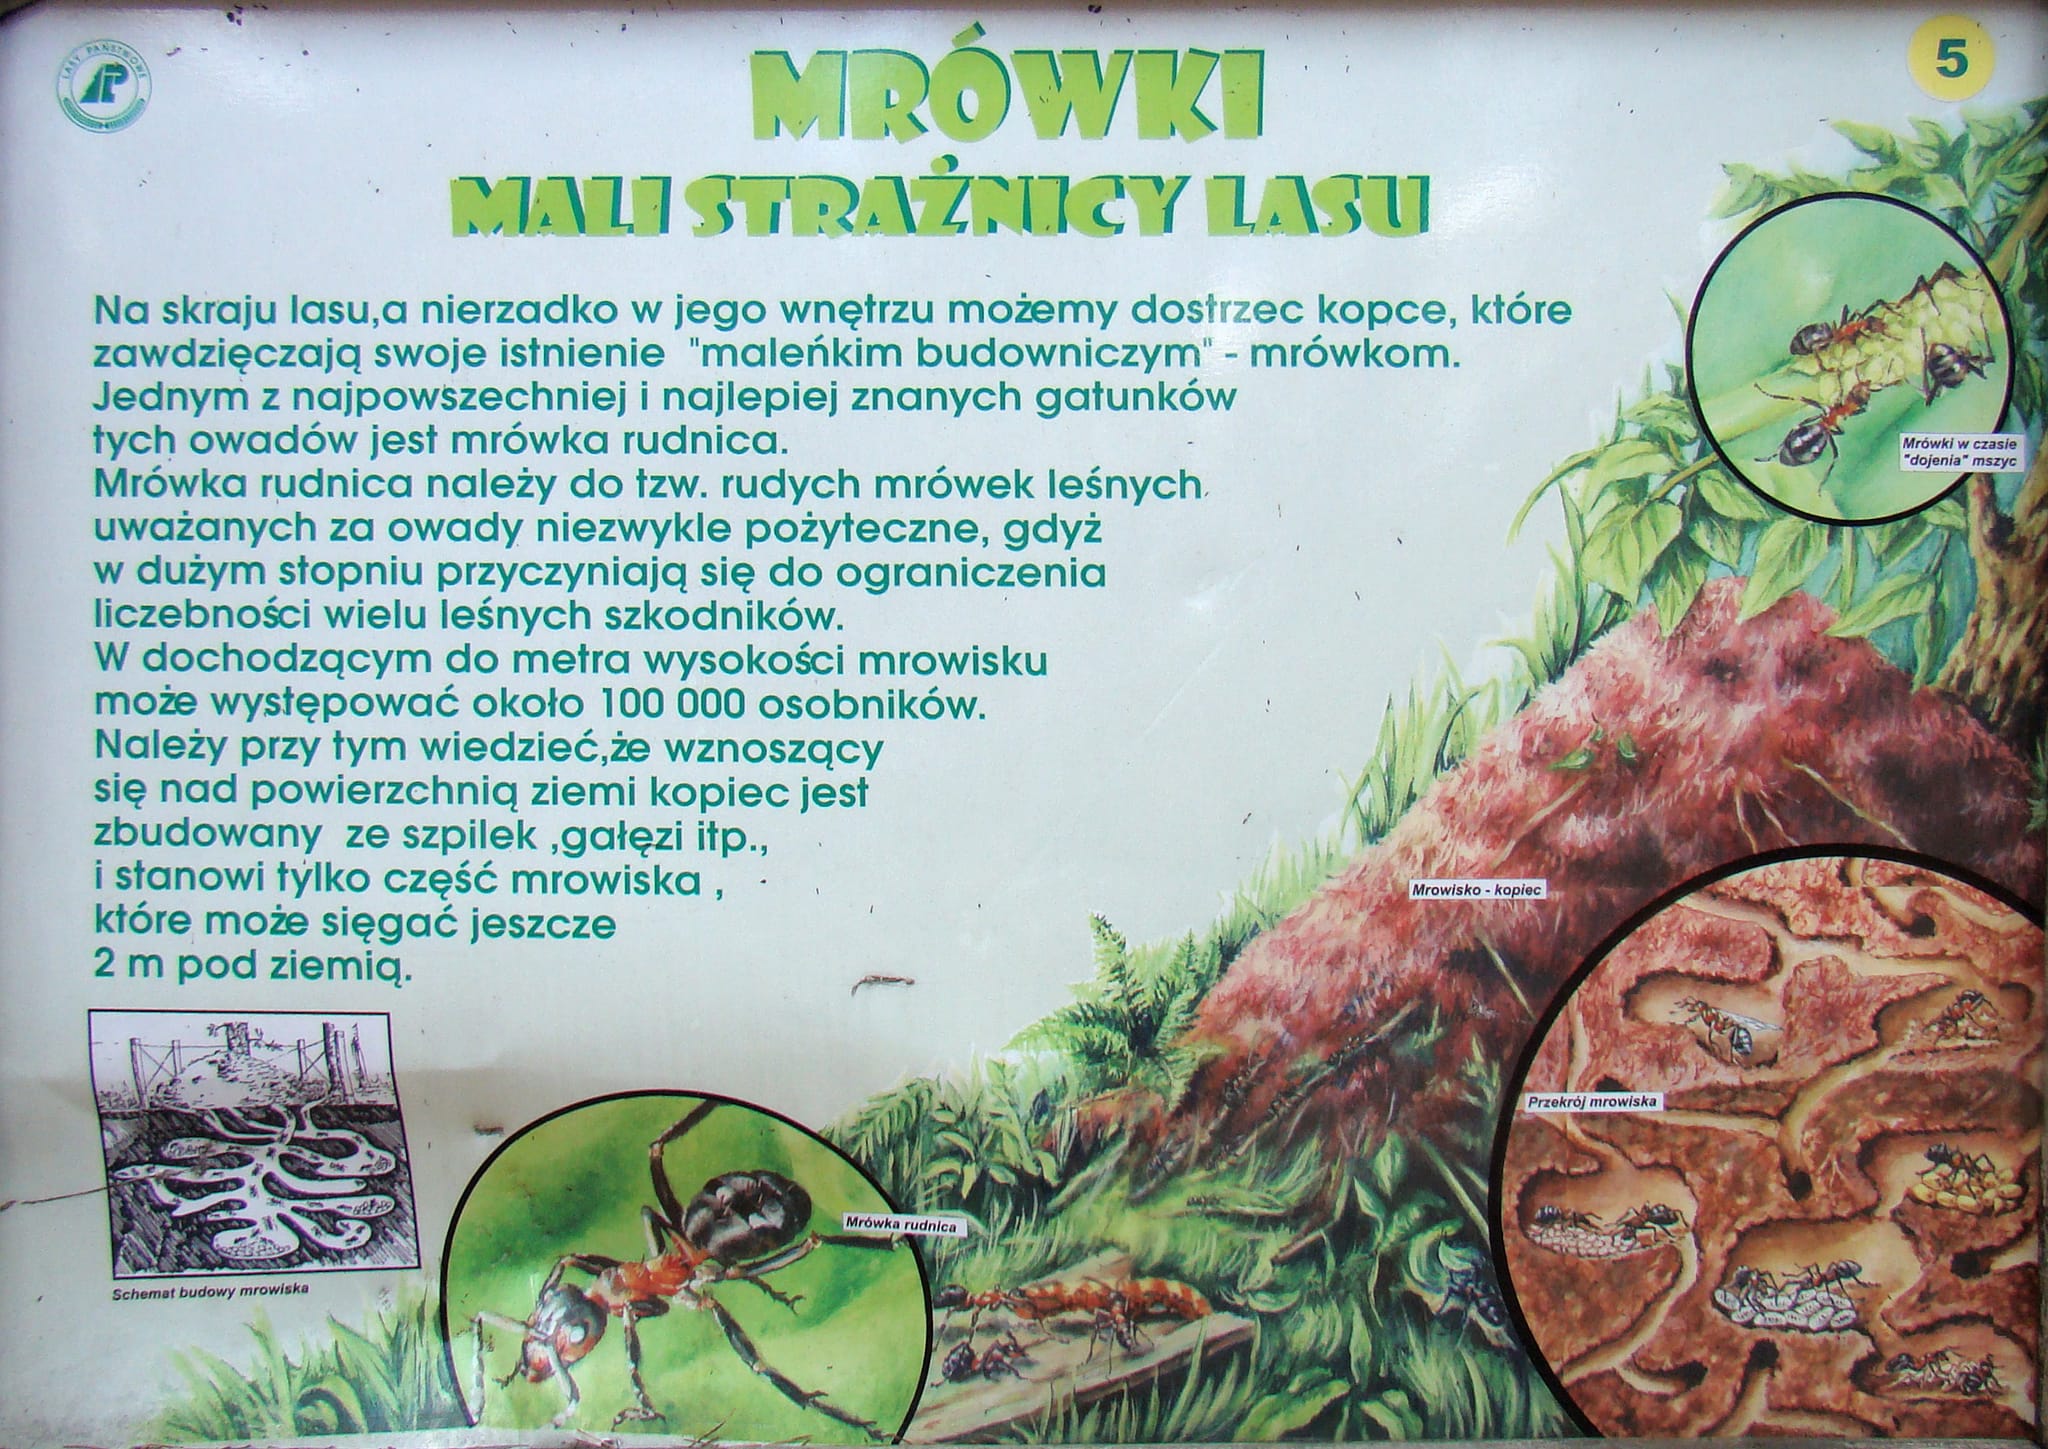 LASY PAŃSTWOWE
5
MRÓWKI
MALI STRAŻNICY LASU
Na skraju lasu,a nierzadko w jego wnętrzu możemy dostrzec kopce, które
zawdzięczają swoje istnienie "maleńkim budowniczym" - mrówkom.
Jednym z najpowszechniej i najlepiej znanych gatunków
tych owadów jest mrówka rudnica.
Mrówka rudnica należy do tzw. rudych mrówek leśnych
uważanych za owady niezwykle pożyteczne, gdyż
w dużym stopniu przyczyniają się do ograniczenia
liczebności wielu leśnych szkodników.
W dochodzącym do metra wysokości mrowisku
może występować około 100 000 osobników.
Należy przy tym wiedzieć,że wznoszący
się nad powierzchnią ziemi kopiec jest
zbudowany ze szpilek ,gałęzi itp.,
i stanowi tylko część mrowiska ,
które może sięgać jeszcze
2 m pod ziemią.
Mrówki w czasie
"dojenia" mszyc
Mrowisko - kopiec
Przekrój mrowiska
Mrówka rudnica
Schemat budowy mrowiska